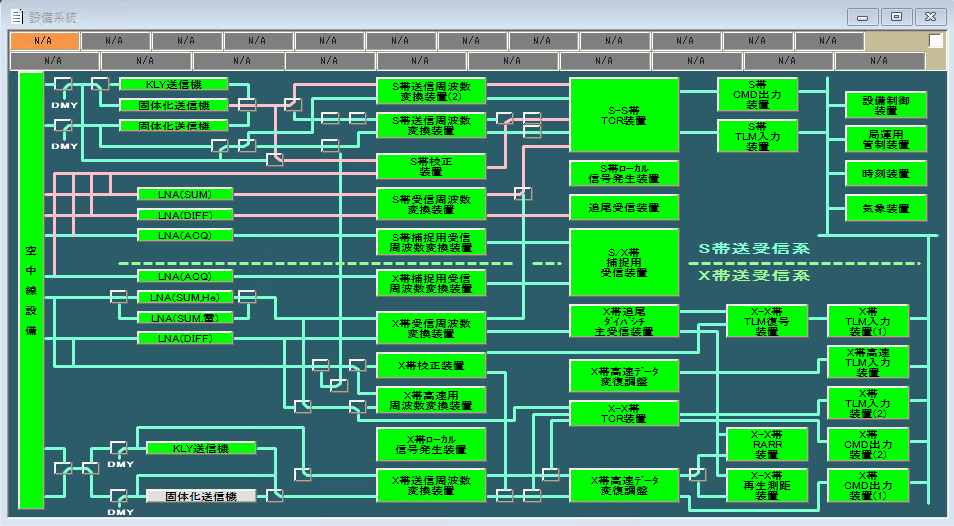 設備系統
N/A N/A N/A N/A N/A N/A N/A N/A N/A N/A N/A N/A
N/A N/A N/A N/A N/A N/A N/A N/A N/A N/A
空中線設備
DMY
DMY
KLY送信機
固体化送信機
固体化送信機
LNA(SUM)
LNA(DIFF)
LNA(ACQ)
LNA(ACQ)
LNA(SUM,He)
LNA(SUM,電)
LNA(DIFF)
KLY送信機
DMY
固体化送信機
DMY
S帯送信周波数
変換装置(2)
S帯送信周波数
変換装置
S帯校正
装置
S帯受信周波数
変換装置
S帯捕捉用受信
周波数変換装置
X帯捕捉用受信
周波数変換装置
X帯受信周波数
変換装置
X帯校正装置
X帯高速用
周波数変換装置
X帯ローカル
信号発生装置
X帯送信周波数
変換装置
S-S帯
TCR装置
S帯ローカル
信号発生装置
追尾受信装置
S/X帯
捕捉用
受信装置
X帯追尾
ダイバシチ
主受信装置
X帯高速データ
変復調盤
X-X帯
TCR装置
X帯高速データ
変復調盤
S帯
CMD出力
装置
S帯
TLM入力
装置
設備制御
装置
局運用
管制装置
時刻装置
気象装置
S帯送受信系
X帯送受信系
X-X帯
TLM復号
装置
X-X帯
RARR
装置
X-X帯
再生測距
装置
X帯
TLM入力
装置(1)
X帯高速
TLM入力
装置
X帯
TLM入力
装置(2)
X帯
CMD出力
装置(2)
X帯
CMD出力
装置(1)